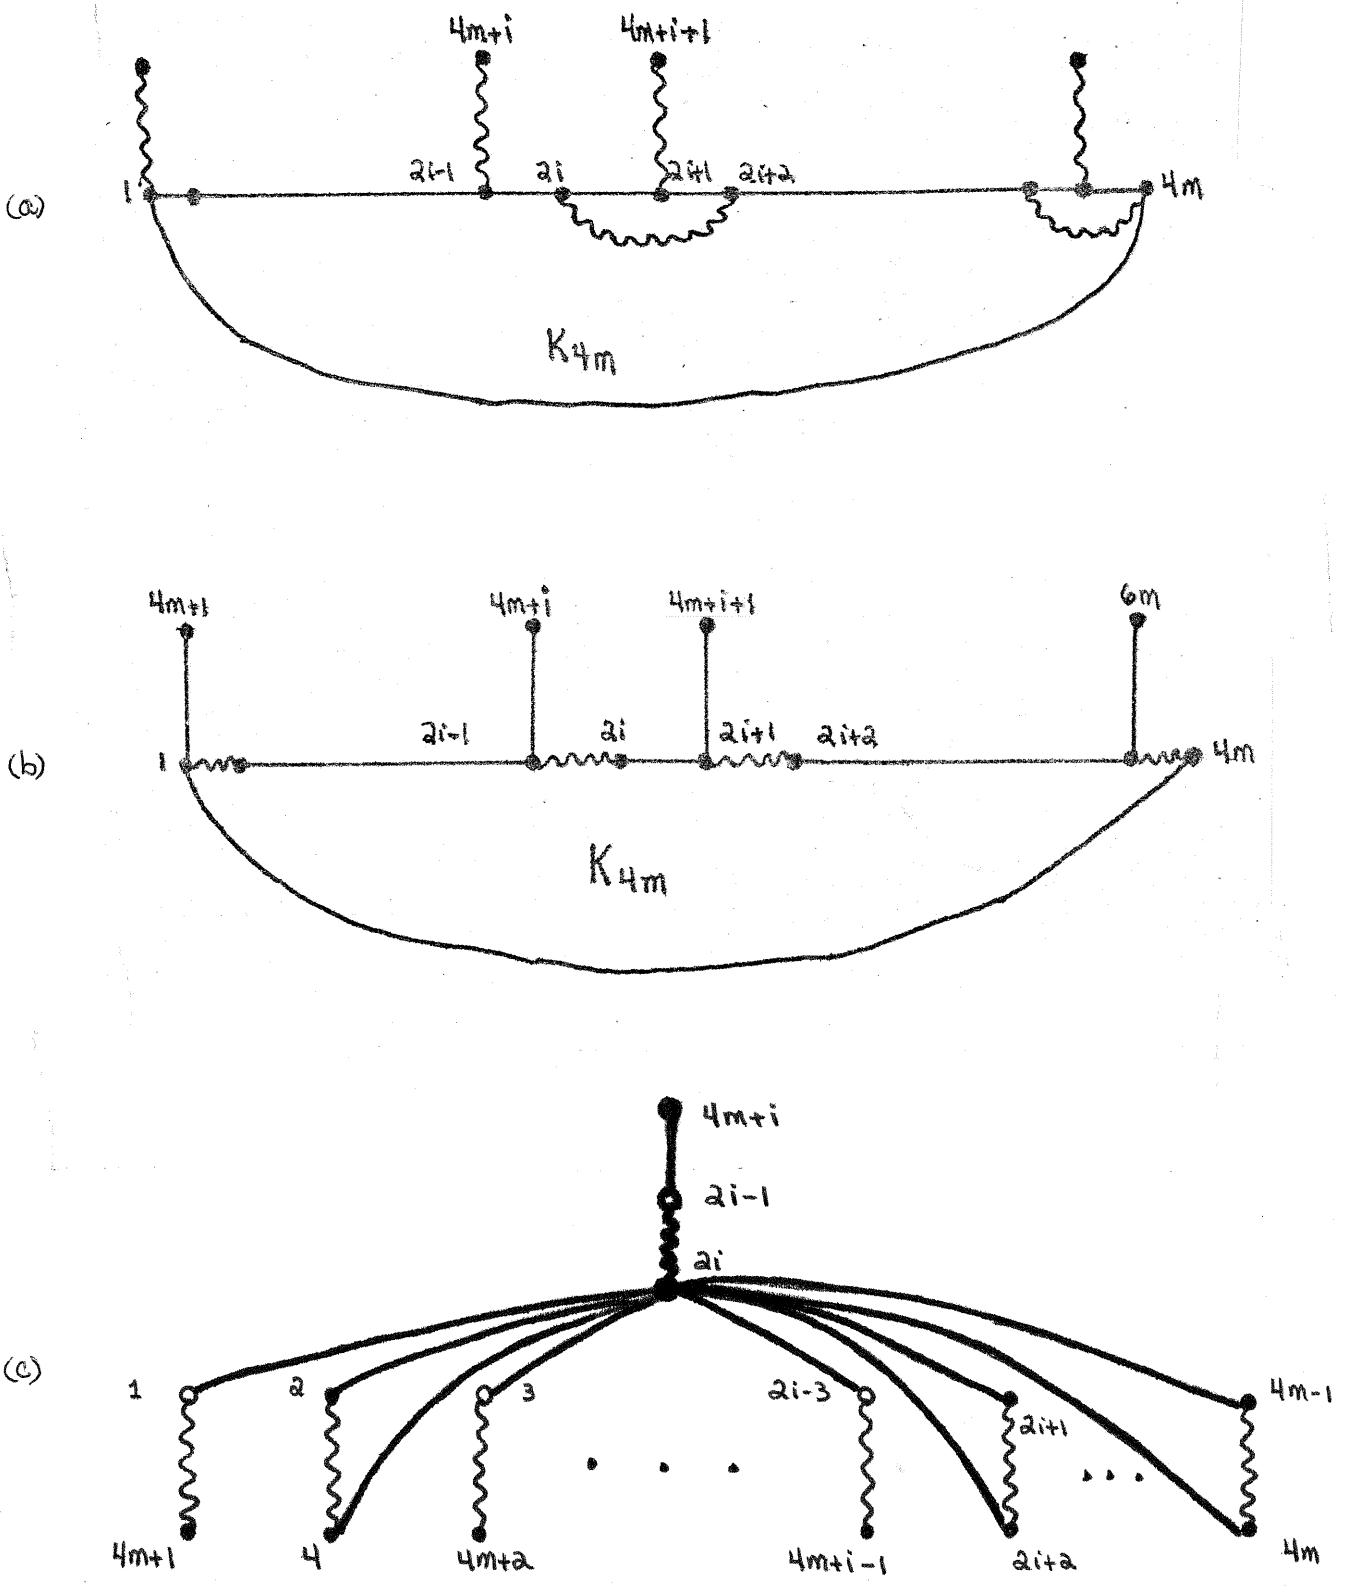 4m+i 4m+i+1
2i-1 2i 2i+1 2i+2
(a) 1 4m
K4m
4m+1 4m+i 4m+i+1 6m
2i-1 2i 2i+1 2i+2
(b) 1 4m
K4m
4m+i
2i-1
2i
(c) 1 2 3 2i-3 4m-1
2i+1
4m+1 4 4m+2 4m+i-1 2i+2 4m